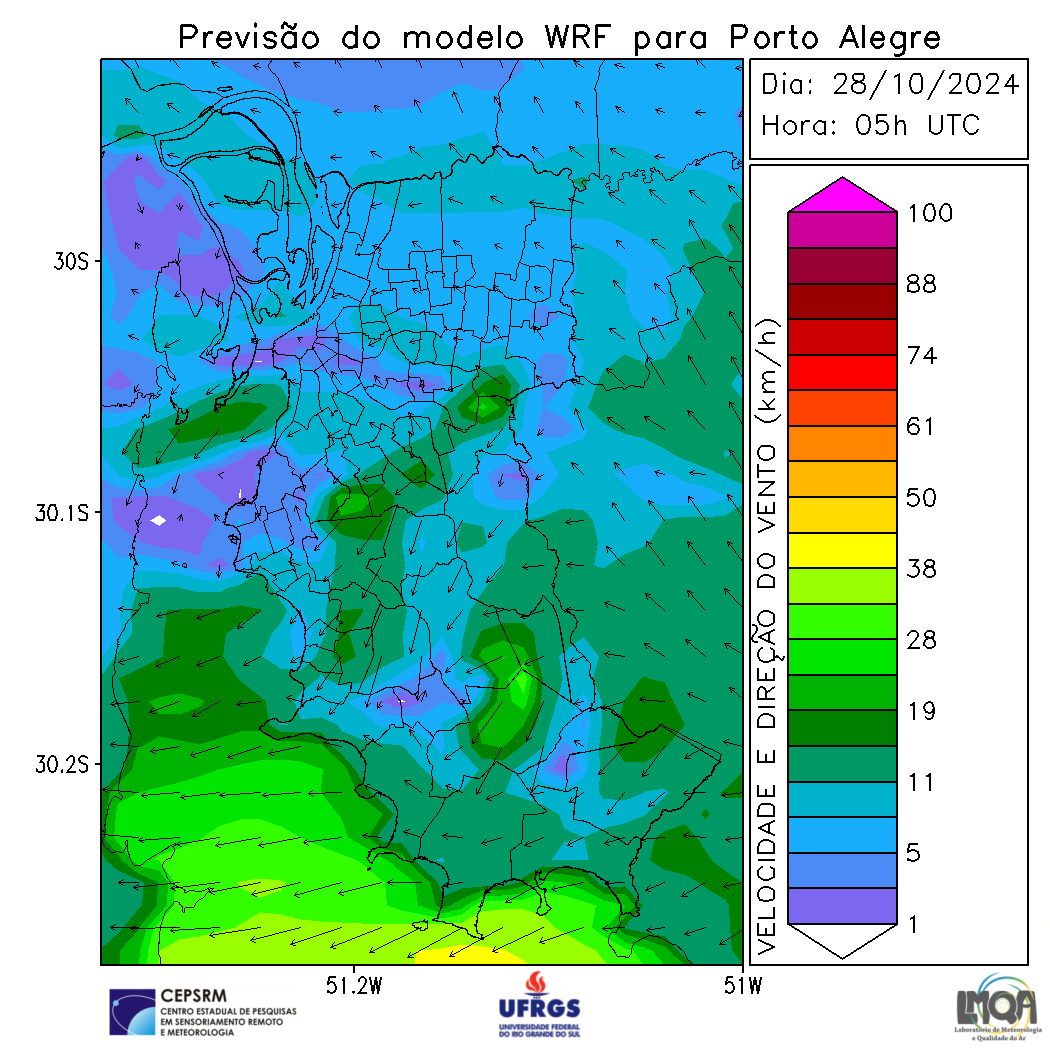 Previsão do modelo WRF para Porto Alegre
Dia: 28/10/2024
Hora: 05h UTC
30S
30.1S
30.2S
51.2W
51W
VELOCIDADE E DIREÇÃO DO VENTO (km/h)
100
88
74
61
50
38
28
19
11
5
1
CEPSRM
CENTRO ESTADUAL DE PESQUISAS
EM SENSORIAMENTO REMOTO
E METEOROLOGIA
UFRGS
UNIVERSIDADE FEDERAL
DO RIO GRANDE DO SUL
LMQA
Laboratório de Meteorologia
e Qualidade do Ar